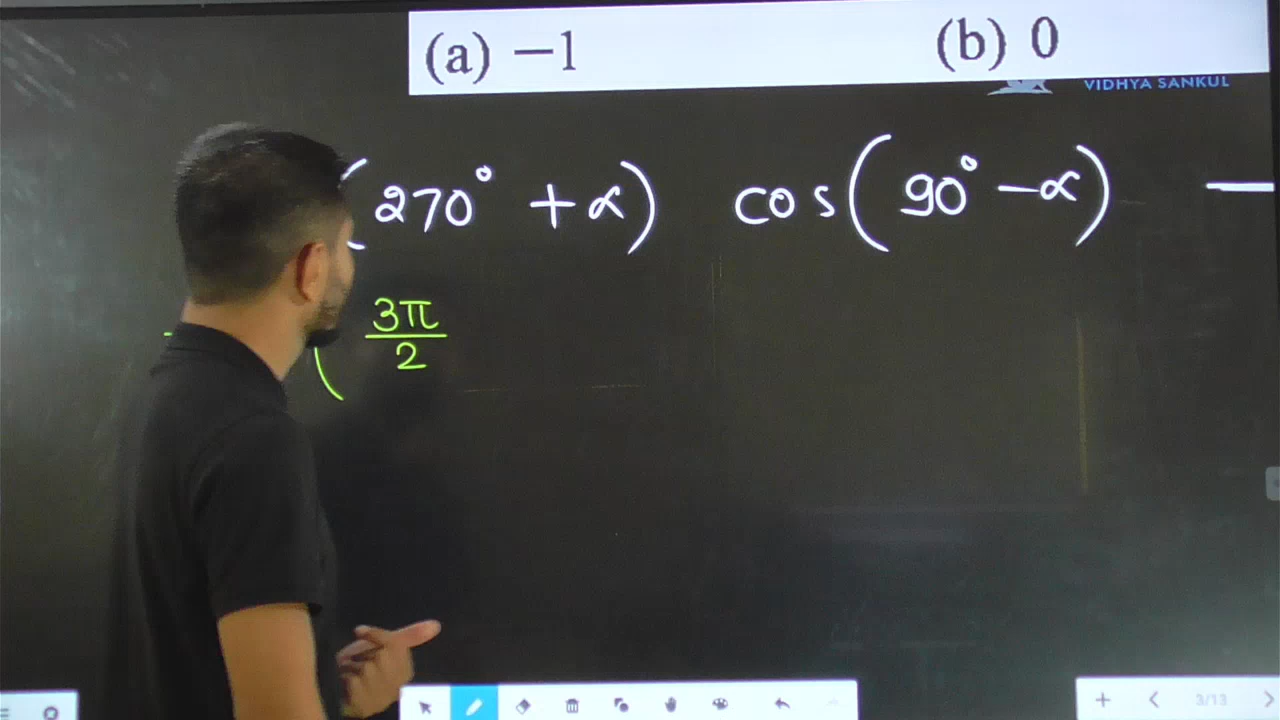 (a) −1 (b) 0
VIDHYA SANKUL
(270° + α) cos(90° − α) −
( 3π
2
3/13